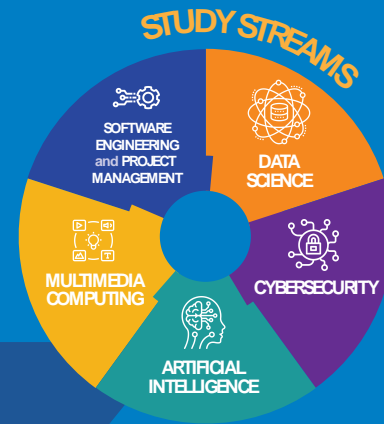 STUDY STREAMS
SOFTWARE
ENGINEERING
and PROJECT
MANAGEMENT
DATA
SCIENCE
CYBERSECURITY
ARTIFICIAL
INTELLIGENCE
MULTIMEDIA
COMPUTING
T